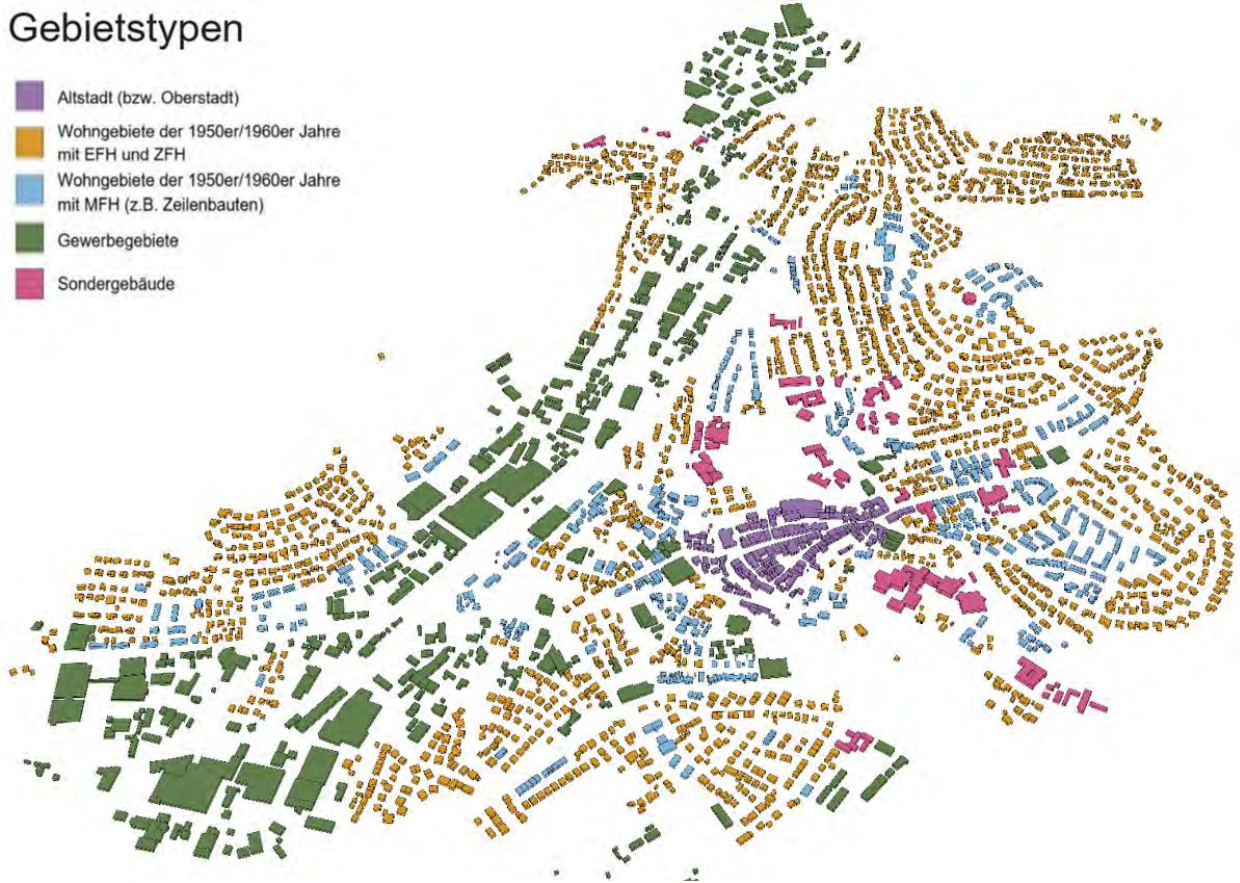 Gebietstypen
Altstadt (bzw. Oberstadt)
Wohngebiete der 1950er/1960er Jahre
mit EFH und ZFH
Wohngebiete der 1950er/1960er Jahre
mit MFH (z.B. Zeilenbauten)
Gewerbegebiete
Sondergebäude